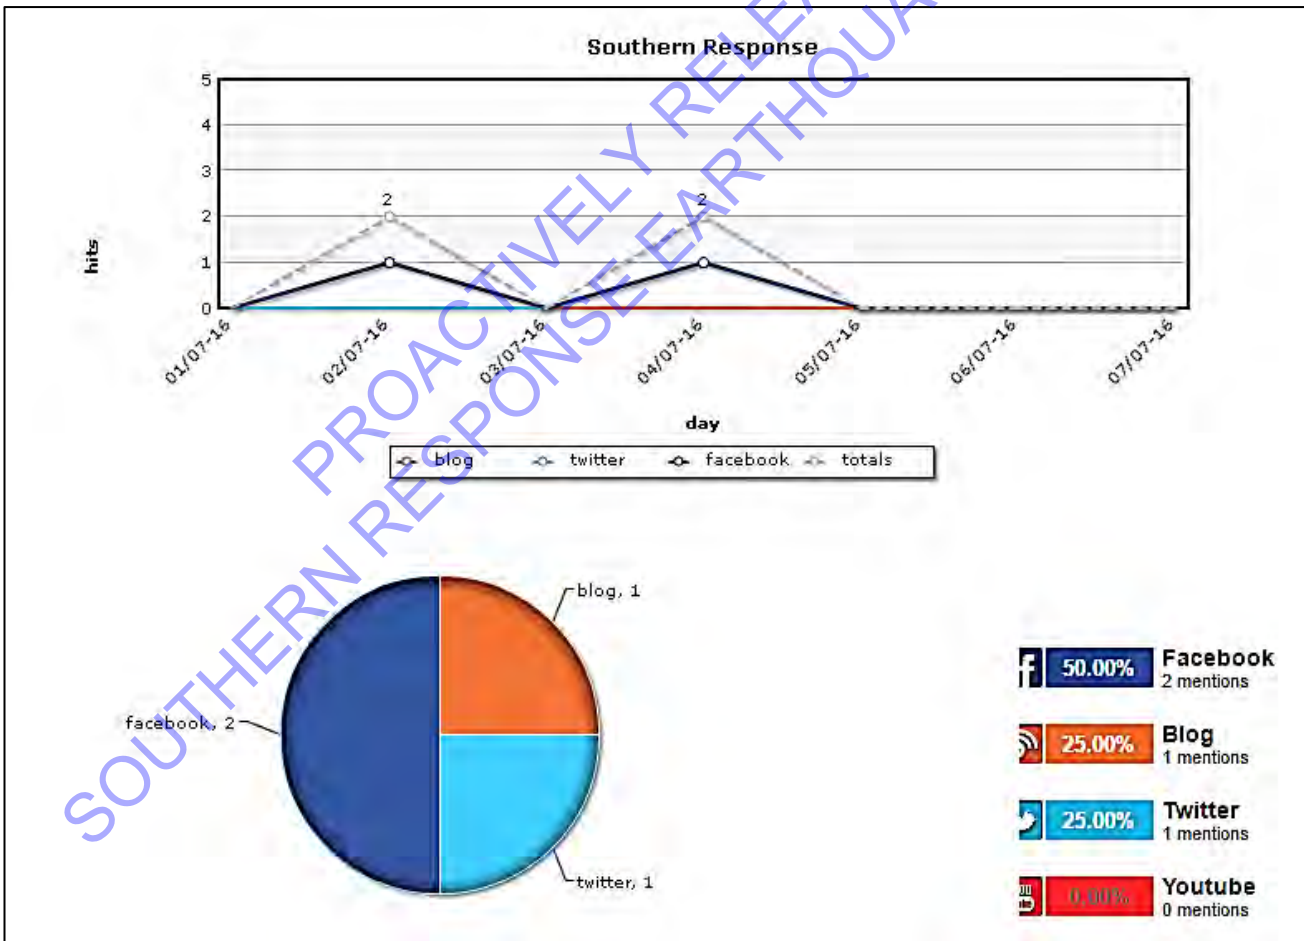 Southern Response
5
4
3
2
1
0
hits
2
2
01/07-16
02/07-16
03/07-16
04/07-16
05/07-16
06/07-16
07/07-16
day
blog twitter facebook totals
blog, 1
facebook, 2
twitter, 1
50.00% Facebook
2 mentions
25.00% Blog
1 mentions
25.00% Twitter
1 mentions
0.00% Youtube
0 mentions
PROACTIVELY RELEA
SOUTHERN RESPONSE EARTHQUA